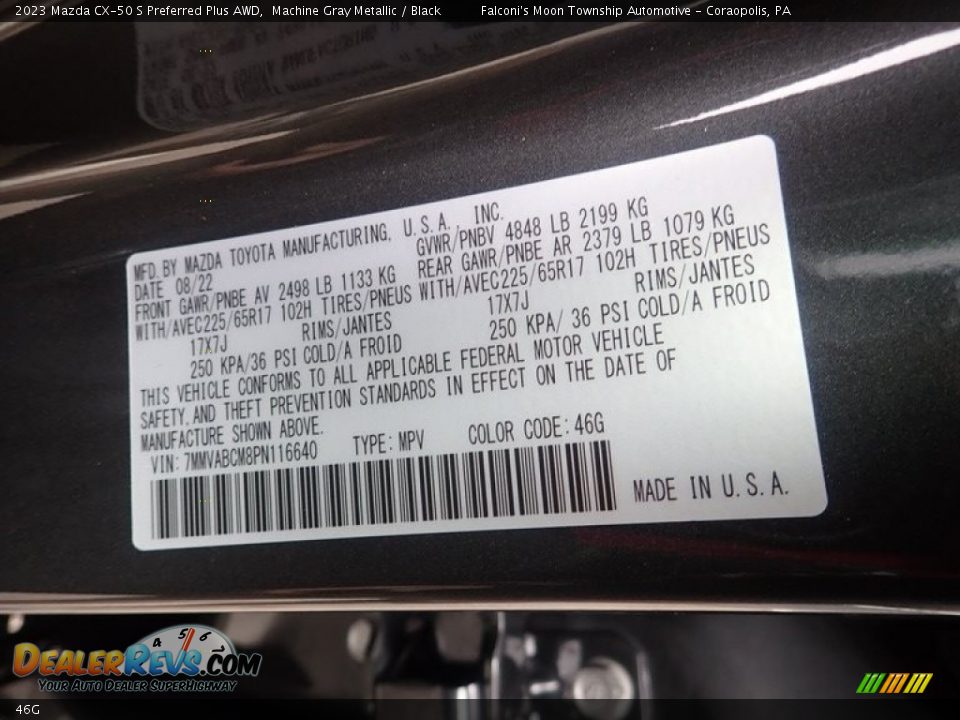 2023 Mazda CX-50 S Preferred Plus AWD, Machine Gray Metallic / Black Falconi's Moon Township Automotive - Coraopolis, PA
MFD. BY MAZDA TOYOTA MANUFACTURING, U.S.A., INC.
DATE 08/22 GVWR/PNBV 4848 LB 2199 KG
FRONT GAWR/PNBE AV 2498 LB 1133 KG REAR GAWR/PNBE AR 2379 LB 1079 KG
WITH/AVEC225/65R17 102H TIRES/PNEUS WITH/AVEC225/65R17 102H TIRES/PNEUS
17X7J RIMS/JANTES 17X7J RIMS/JANTES
250 KPA/36 PSI COLD/A FROID 250 KPA/ 36 PSI COLD/A FROID
THIS VEHICLE CONFORMS TO ALL APPLICABLE FEDERAL MOTOR VEHICLE
SAFETY, AND THEFT PREVENTION STANDARDS IN EFFECT ON THE DATE OF
MANUFACTURE SHOWN ABOVE.
VIN: 7MMVABCM8PN116640 TYPE: MPV COLOR CODE: 46G
MADE IN U.S.A.
4 5 6
DEALERREVS.COM
YOUR AUTO DEALER SUPERHIGHWAY
46G